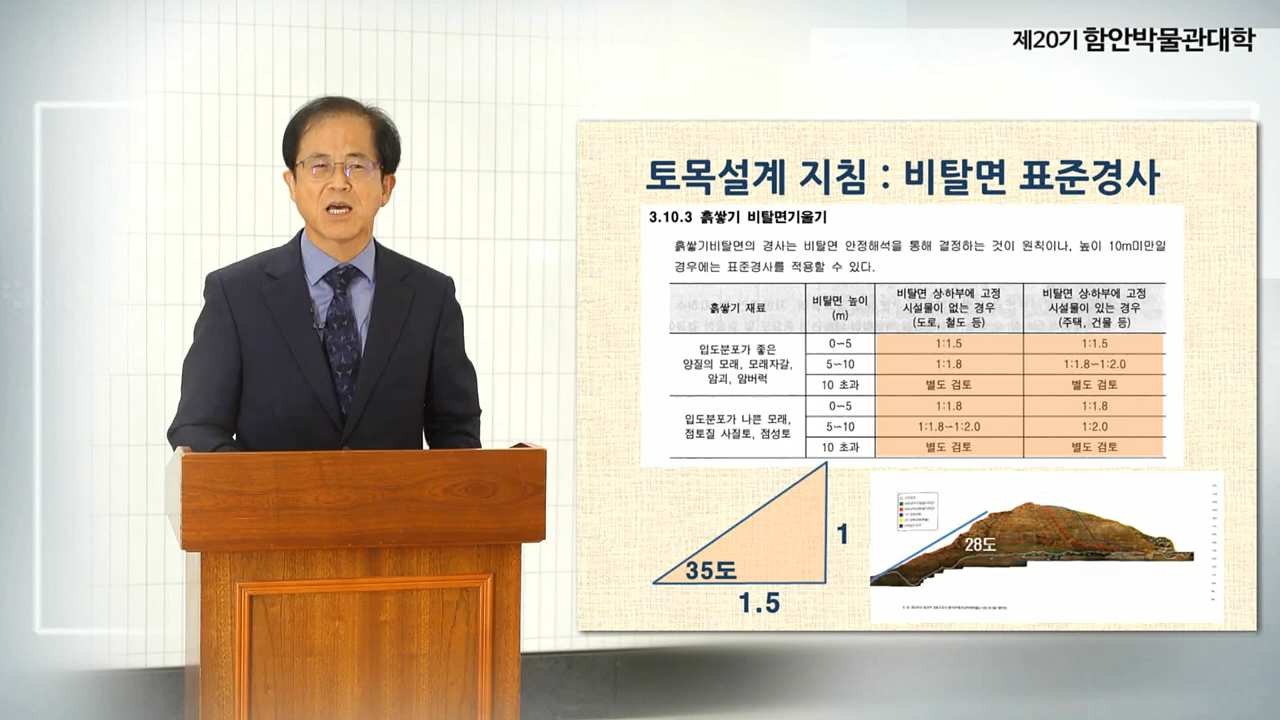 제20기 함안박물관대학
토목설계 지침 : 비탈면 표준경사
3.10.3 흙쌓기 비탈면기울기
흙쌓기비탈면의 경사는 비탈면 안정해석을 통해 결정하는 것이 원칙이나, 높이 10m미만일
경우에는 표준경사를 적용할 수 있다.
흙쌓기 재료
비탈면 높이
(m)
비탈면 상·하부에 고정
시설물이 없는 경우
(도로, 철도 등)
비탈면 상·하부에 고정
시설물이 있는 경우
(주택, 건물 등)
입도분포가 좋은
양질의 모래, 모래자갈,
암괴, 암버럭
0~5 1:1.5 1:1.5
5~10 1:1.8 1:1.8~1:2.0
10 초과 별도 검토 별도 검토
입도분포가 나쁜 모래,
점토질 사질토, 점성토
0~5 1:1.8 1:1.8
5~10 1:1.8~1:2.0 1:2.0
10 초과 별도 검토 별도 검토
35도
1
1.5
28도